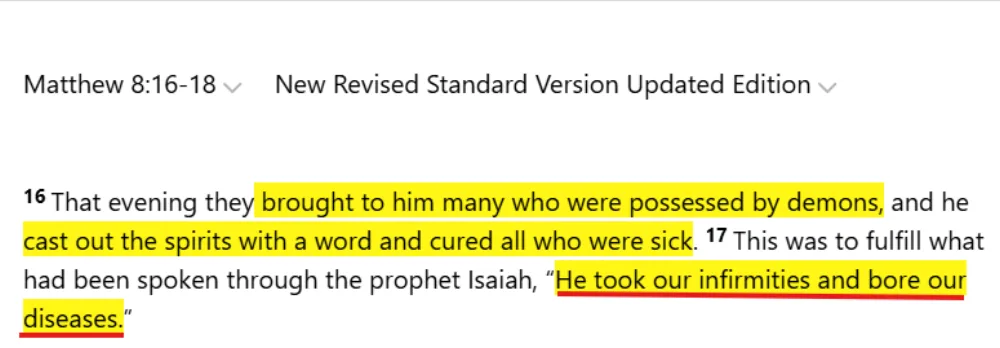 Matthew 8:16-18 New Revised Standard Version Updated Edition
16 That evening they brought to him many who were possessed by demons, and he
cast out the spirits with a word and cured all who were sick. 17 This was to fulfill what
had been spoken through the prophet Isaiah, “He took our infirmities and bore our
diseases.”